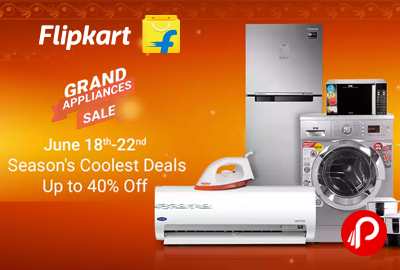 Flipkart
GRAND
APPLIANCES
SALE
June 18th-22nd
Season's Coolest Deals
Up to 40% Off